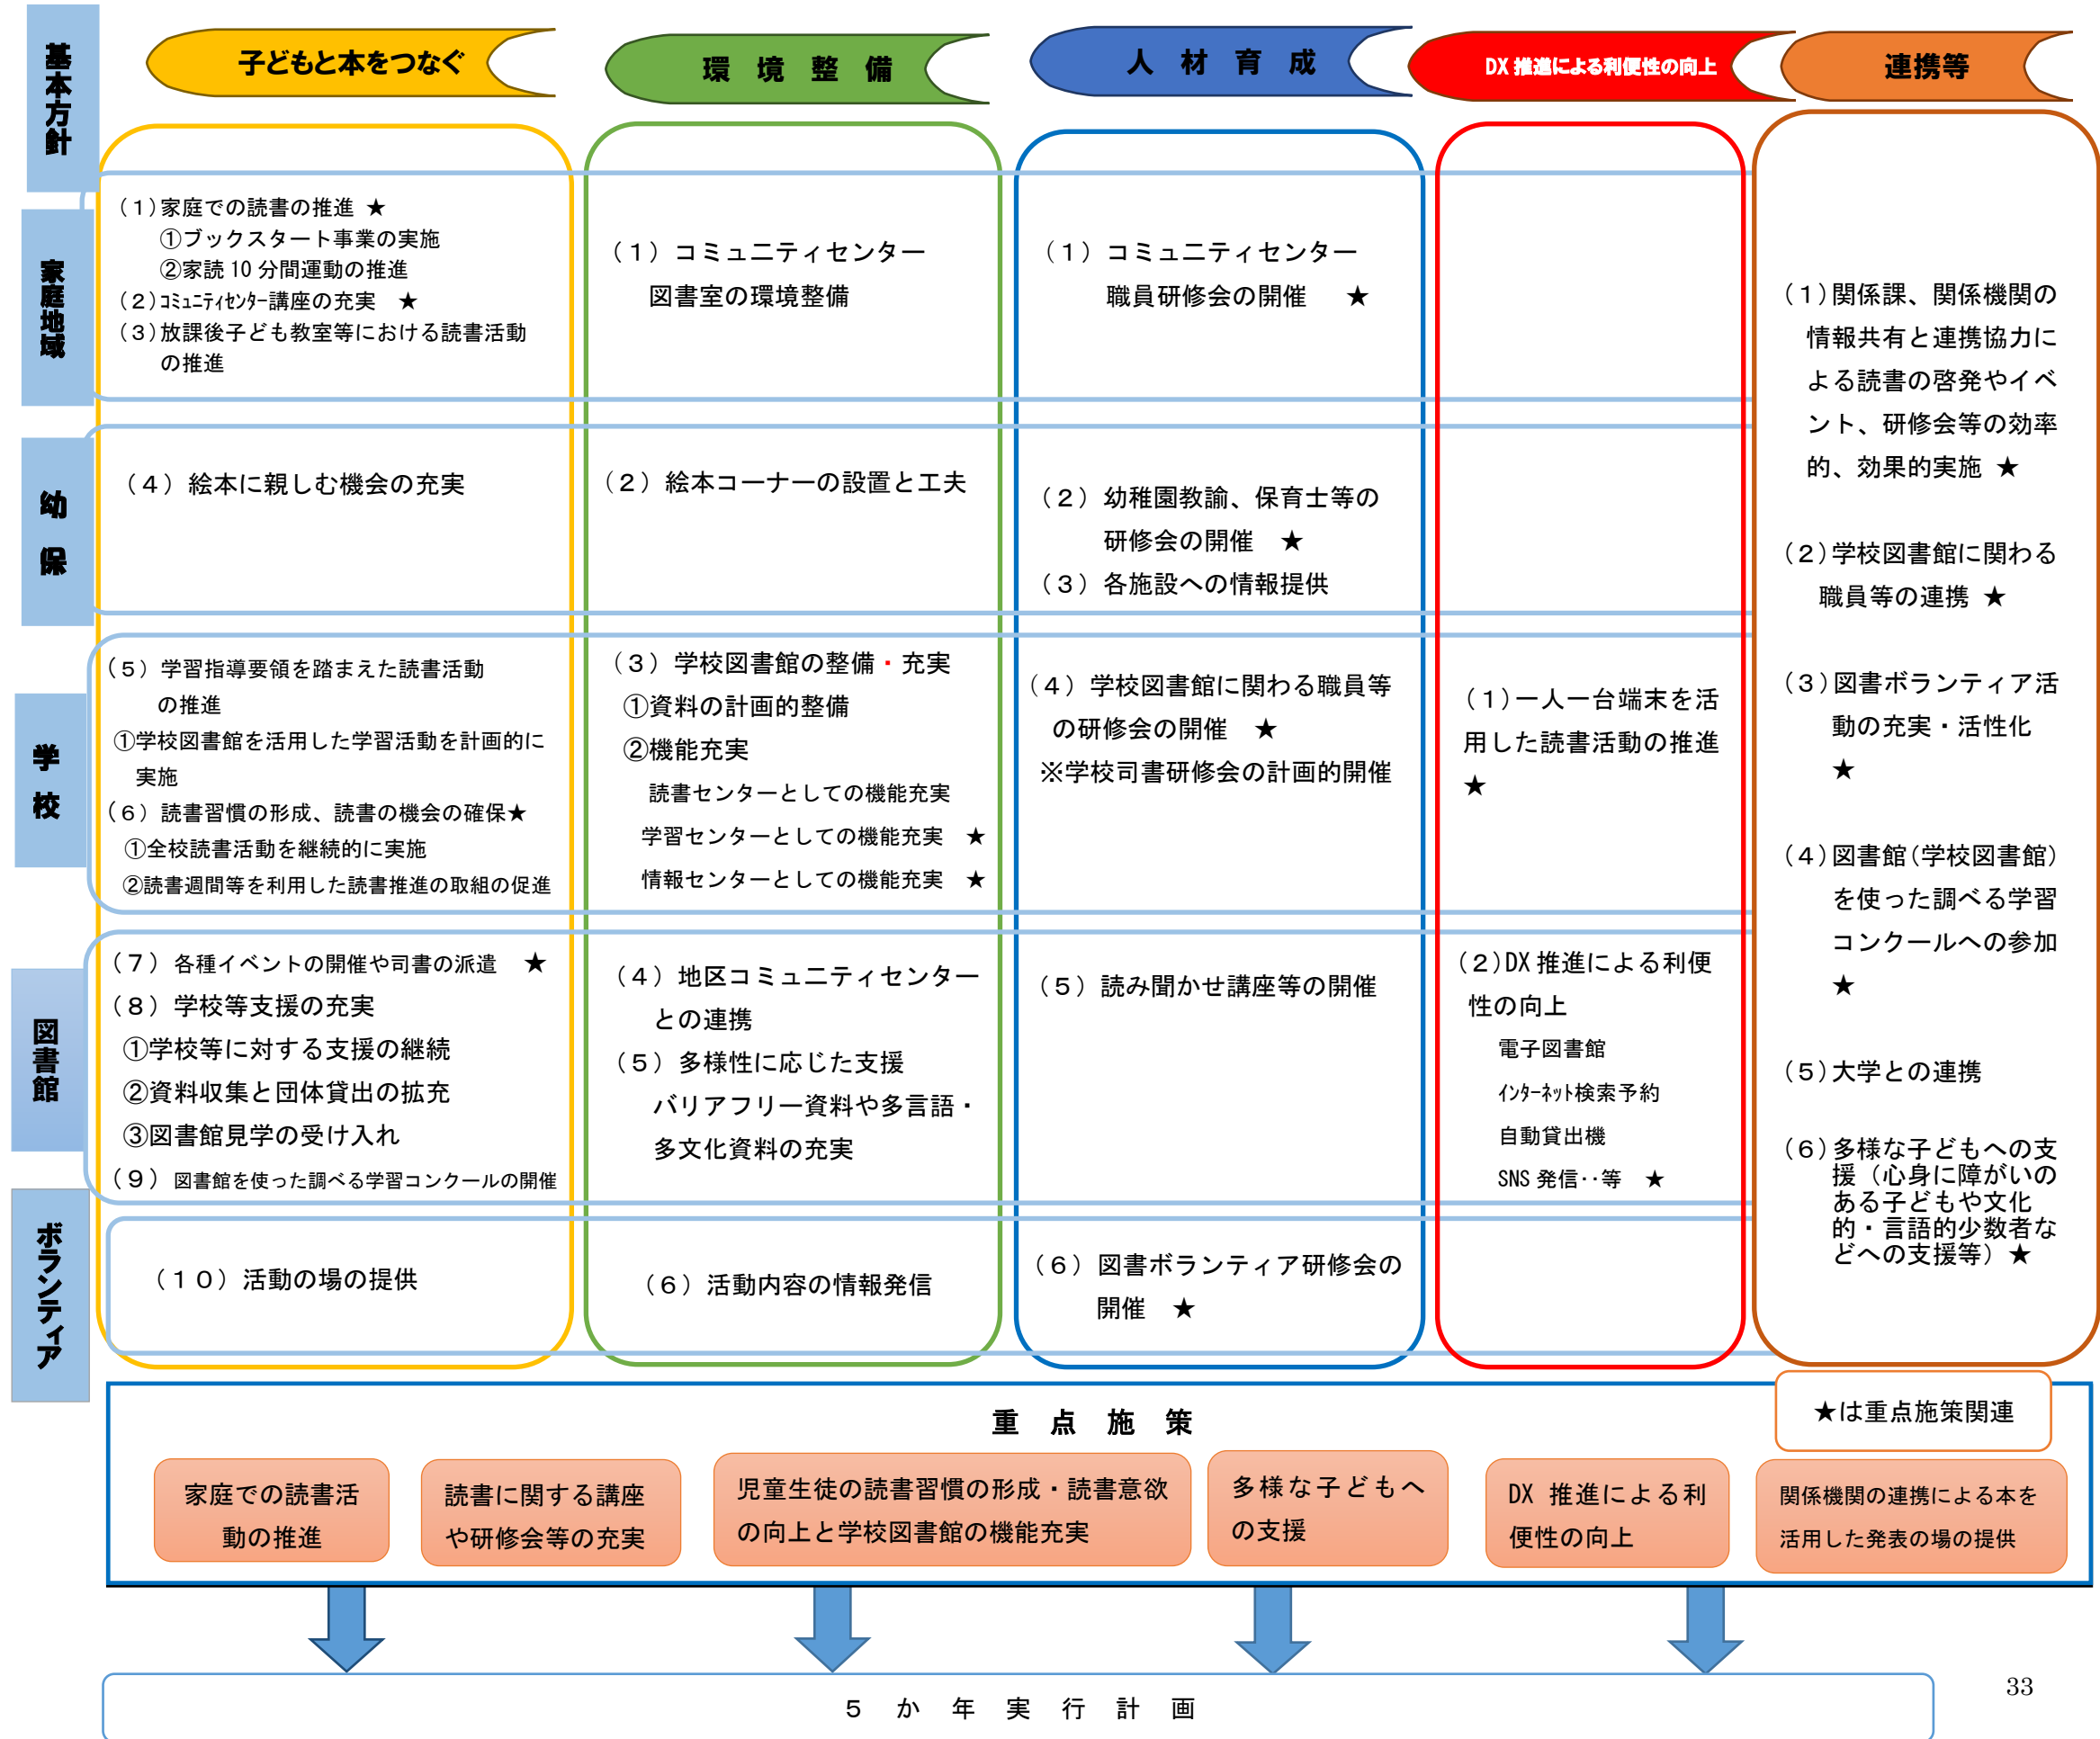 基本方針
子どもと本をつなぐ
環 境 整 備
人 材 育 成
DX 推進による利便性の向上
連携等
家庭地域
(1)家庭での読書の推進 ★
①ブックスタート事業の実施
②家読 10 分間運動の推進
(2)コミュニティセンター講座の充実 ★
(3)放課後子ども教室等における読書活動
の推進
(1)コミュニティセンター
図書室の環境整備
(1)コミュニティセンター
職員研修会の開催 ★
幼 保
(4)絵本に親しむ機会の充実
(2)絵本コーナーの設置と工夫
(2)幼稚園教諭、保育士等の
研修会の開催 ★
(3)各施設への情報提供
学 校
(5)学習指導要領を踏まえた読書活動
の推進
①学校図書館を活用した学習活動を計画的に
実施
(6)読書習慣の形成、読書の機会の確保★
①全校読書活動を継続的に実施
②読書週間等を利用した読書推進の取組の促進
(3)学校図書館の整備・充実
①資料の計画的整備
②機能充実
読書センターとしての機能充実
学習センターとしての機能充実 ★
情報センターとしての機能充実 ★
(4)学校図書館に関わる職員等
の研修会の開催 ★
※学校司書研修会の計画的開催
(1)一人一台端末を活
用した読書活動の推進
★
図書館
(7)各種イベントの開催や司書の派遣 ★
(8)学校等支援の充実
①学校等に対する支援の継続
②資料収集と団体貸出の拡充
③図書館見学の受け入れ
(9)図書館を使った調べる学習コンクールの開催
(4)地区コミュニティセンター
との連携
(5)多様性に応じた支援
バリアフリー資料や多言語・
多文化資料の充実
(5)読み聞かせ講座等の開催
(2)DX 推進による利便
性の向上
電子図書館
インターネット検索予約
自動貸出機
SNS 発信‥等 ★
ボランティア
(10)活動の場の提供
(6)活動内容の情報発信
(6)図書ボランティア研修会の
開催 ★
(1)関係課、関係機関の
情報共有と連携協力に
よる読書の啓発やイベ
ント、研修会等の効率
的、効果的実施 ★
(2)学校図書館に関わる
職員等の連携 ★
(3)図書ボランティア活
動の充実・活性化
★
(4)図書館(学校図書館)
を使った調べる学習
コンクールへの参加
★
(5)大学との連携
(6)多様な子どもへの支
援(心身に障がいの
ある子どもや文化
的・言語的少数者な
どへの支援等)★
重 点 施 策
★は重点施策関連
家庭での読書活
動の推進
読書に関する講座
や研修会等の充実
児童生徒の読書習慣の形成・読書意欲
の向上と学校図書館の機能充実
多様な子どもへ
の支援
DX 推進による利
便性の向上
関係機関の連携による本を
活用した発表の場の提供
5 か 年 実 行 計 画
33